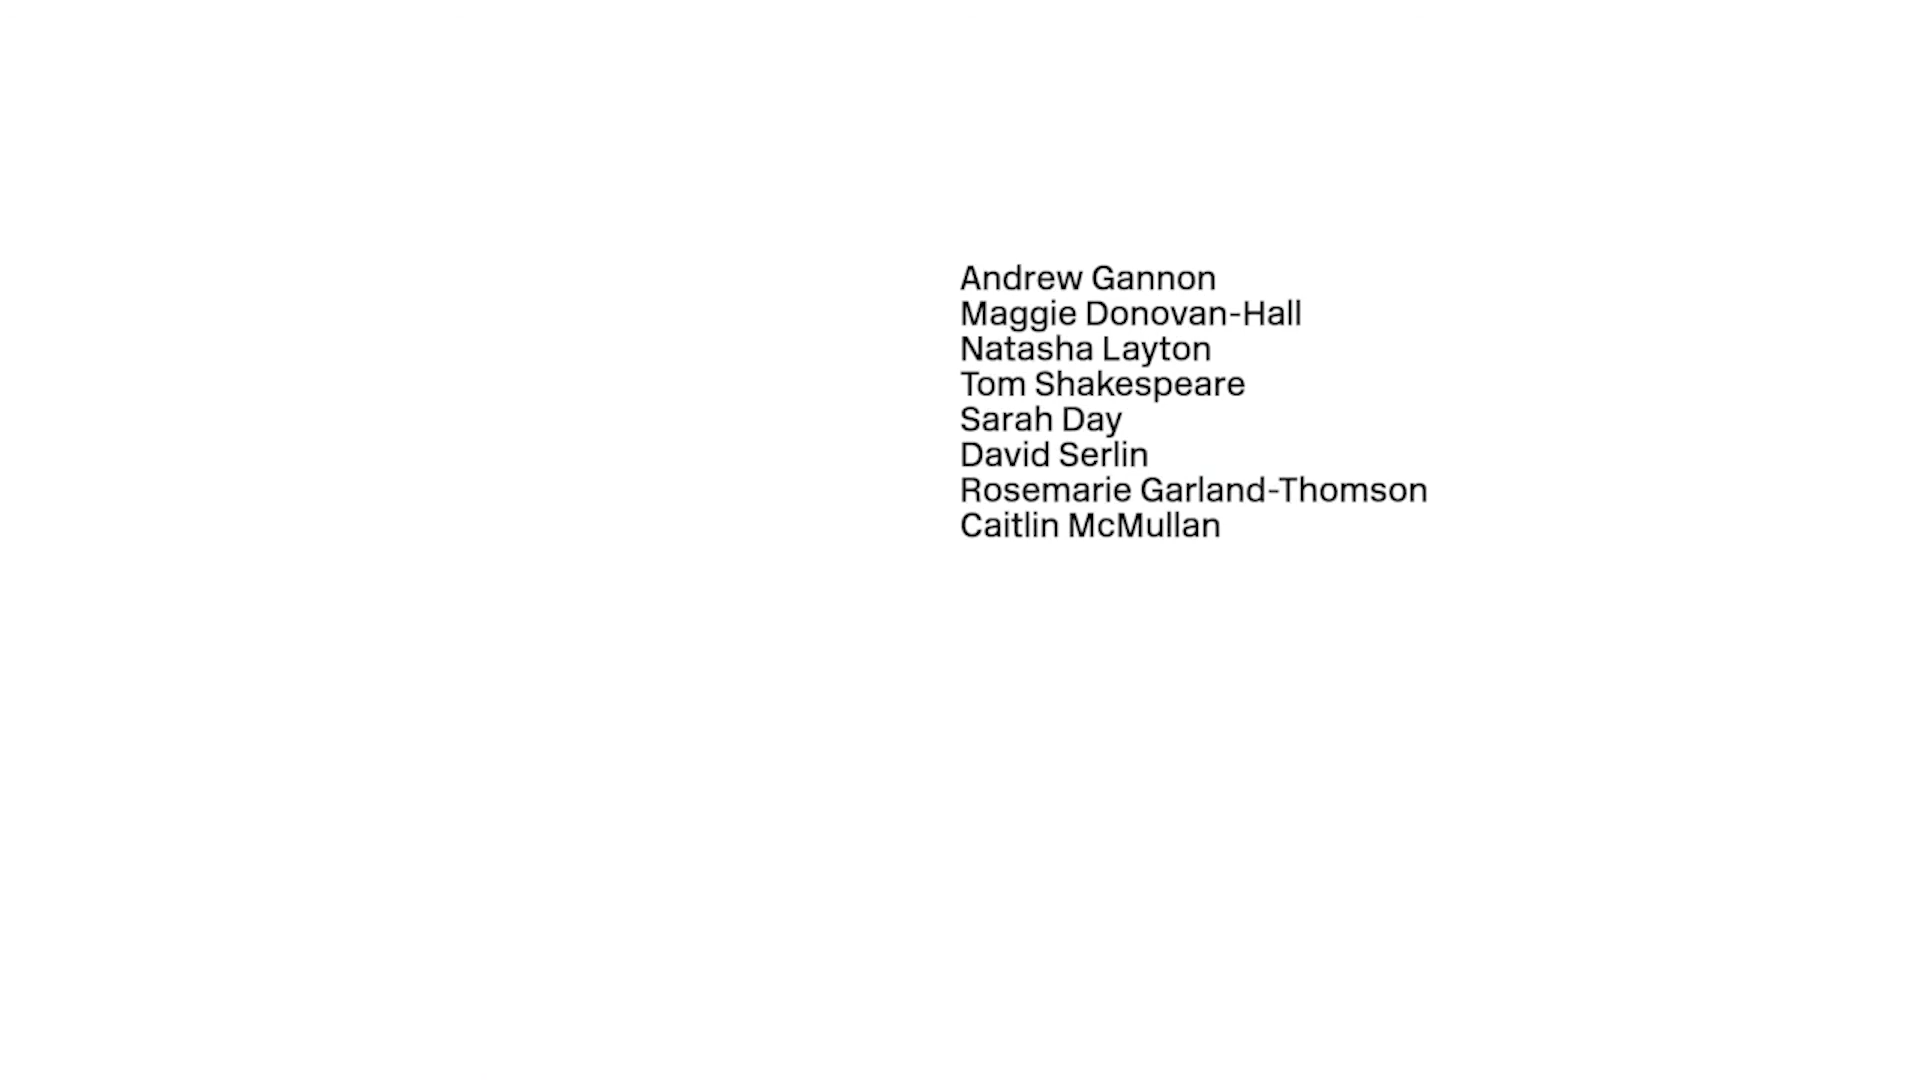 Andrew Gannon
Maggie Donovan-Hall
Natasha Layton
Tom Shakespeare
Sarah Day
David Serlin
Rosemarie Garland-Thomson
Caitlin McMullan